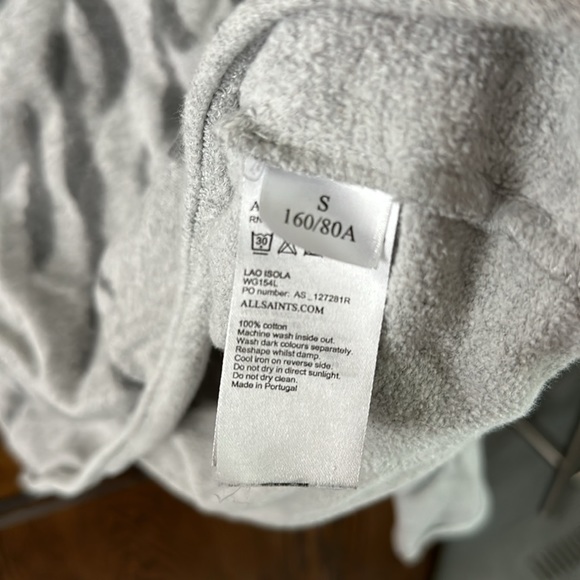 S
160/80A
A
RN
30
LAO ISOLA
WG154L
PO number: AS_127281R
ALLSAINTS.COM
100% cotton
Machine wash inside out.
Wash dark colours separately.
Reshape whilst damp.
Cool iron on reverse side.
Do not dry in direct sunlight.
Do not dry clean.
Made in Portugal